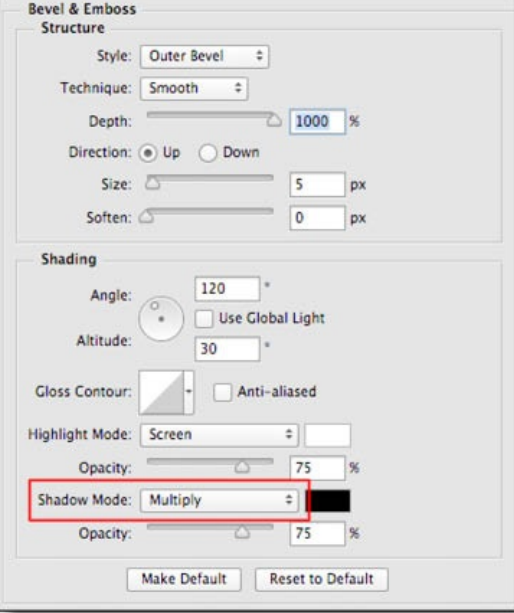 Bevel & Emboss
Structure
Style: Outer Bevel
Technique: Smooth
Depth: 1000 %
Direction: Up Down
Size: 5 px
Soften: 0 px
Shading
Angle: 120 °
Use Global Light
Altitude: 30 °
Gloss Contour: Anti-aliased
Highlight Mode: Screen
Opacity: 75 %
Shadow Mode: Multiply
Opacity: 75 %
Make Default Reset to Default